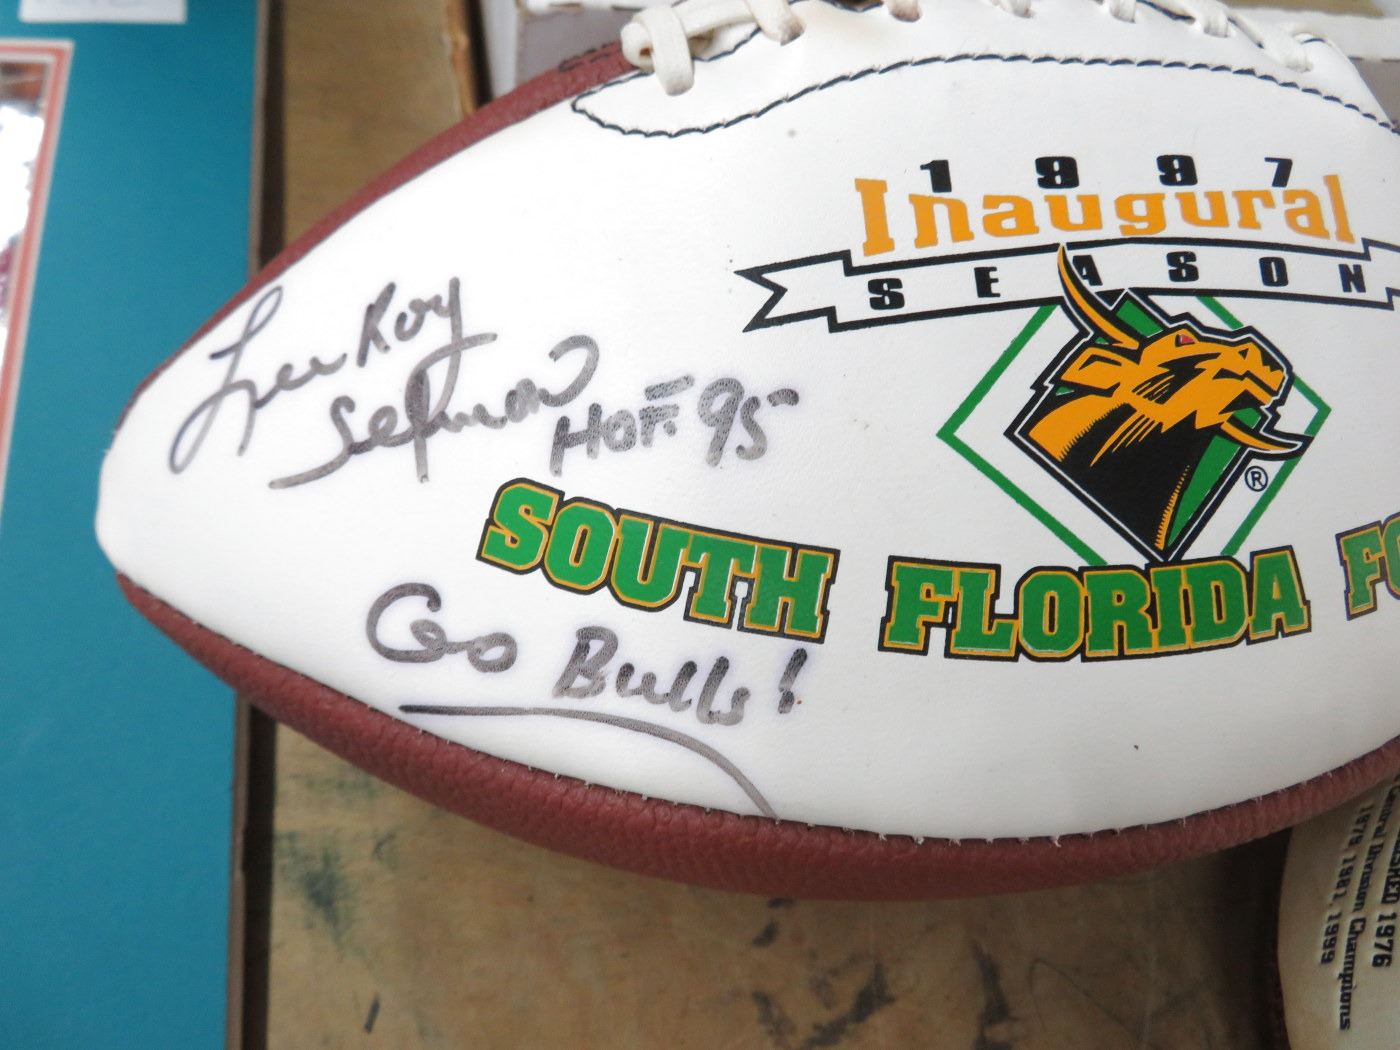 1997
Inaugural
SEASON
Lee Roy
Selmon
HOF. 95
SOUTH FLORIDA FO
®
Go Bulls!
1976
Central Division Champions
1979, 1981, 1999